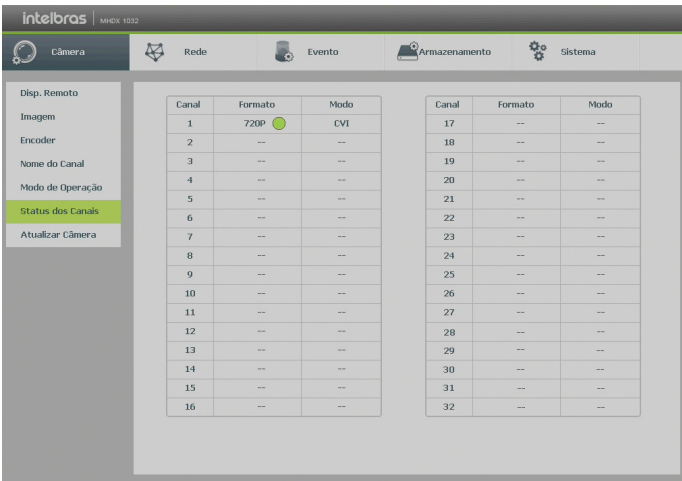 intelbras | MHDX 1032
Câmera Rede Evento Armazenamento Sistema
Disp. Remoto
Imagem
Encoder
Nome do Canal
Modo de Operação
Status dos Canais
Atualizar Câmera
Canal Formato Modo
1 720P CVI
2 -- --
3 -- --
4 -- --
5 -- --
6 -- --
7 -- --
8 -- --
9 -- --
10 -- --
11 -- --
12 -- --
13 -- --
14 -- --
15 -- --
16 -- --
Canal Formato Modo
17 -- --
18 -- --
19 -- --
20 -- --
21 -- --
22 -- --
23 -- --
24 -- --
25 -- --
26 -- --
27 -- --
28 -- --
29 -- --
30 -- --
31 -- --
32 -- --